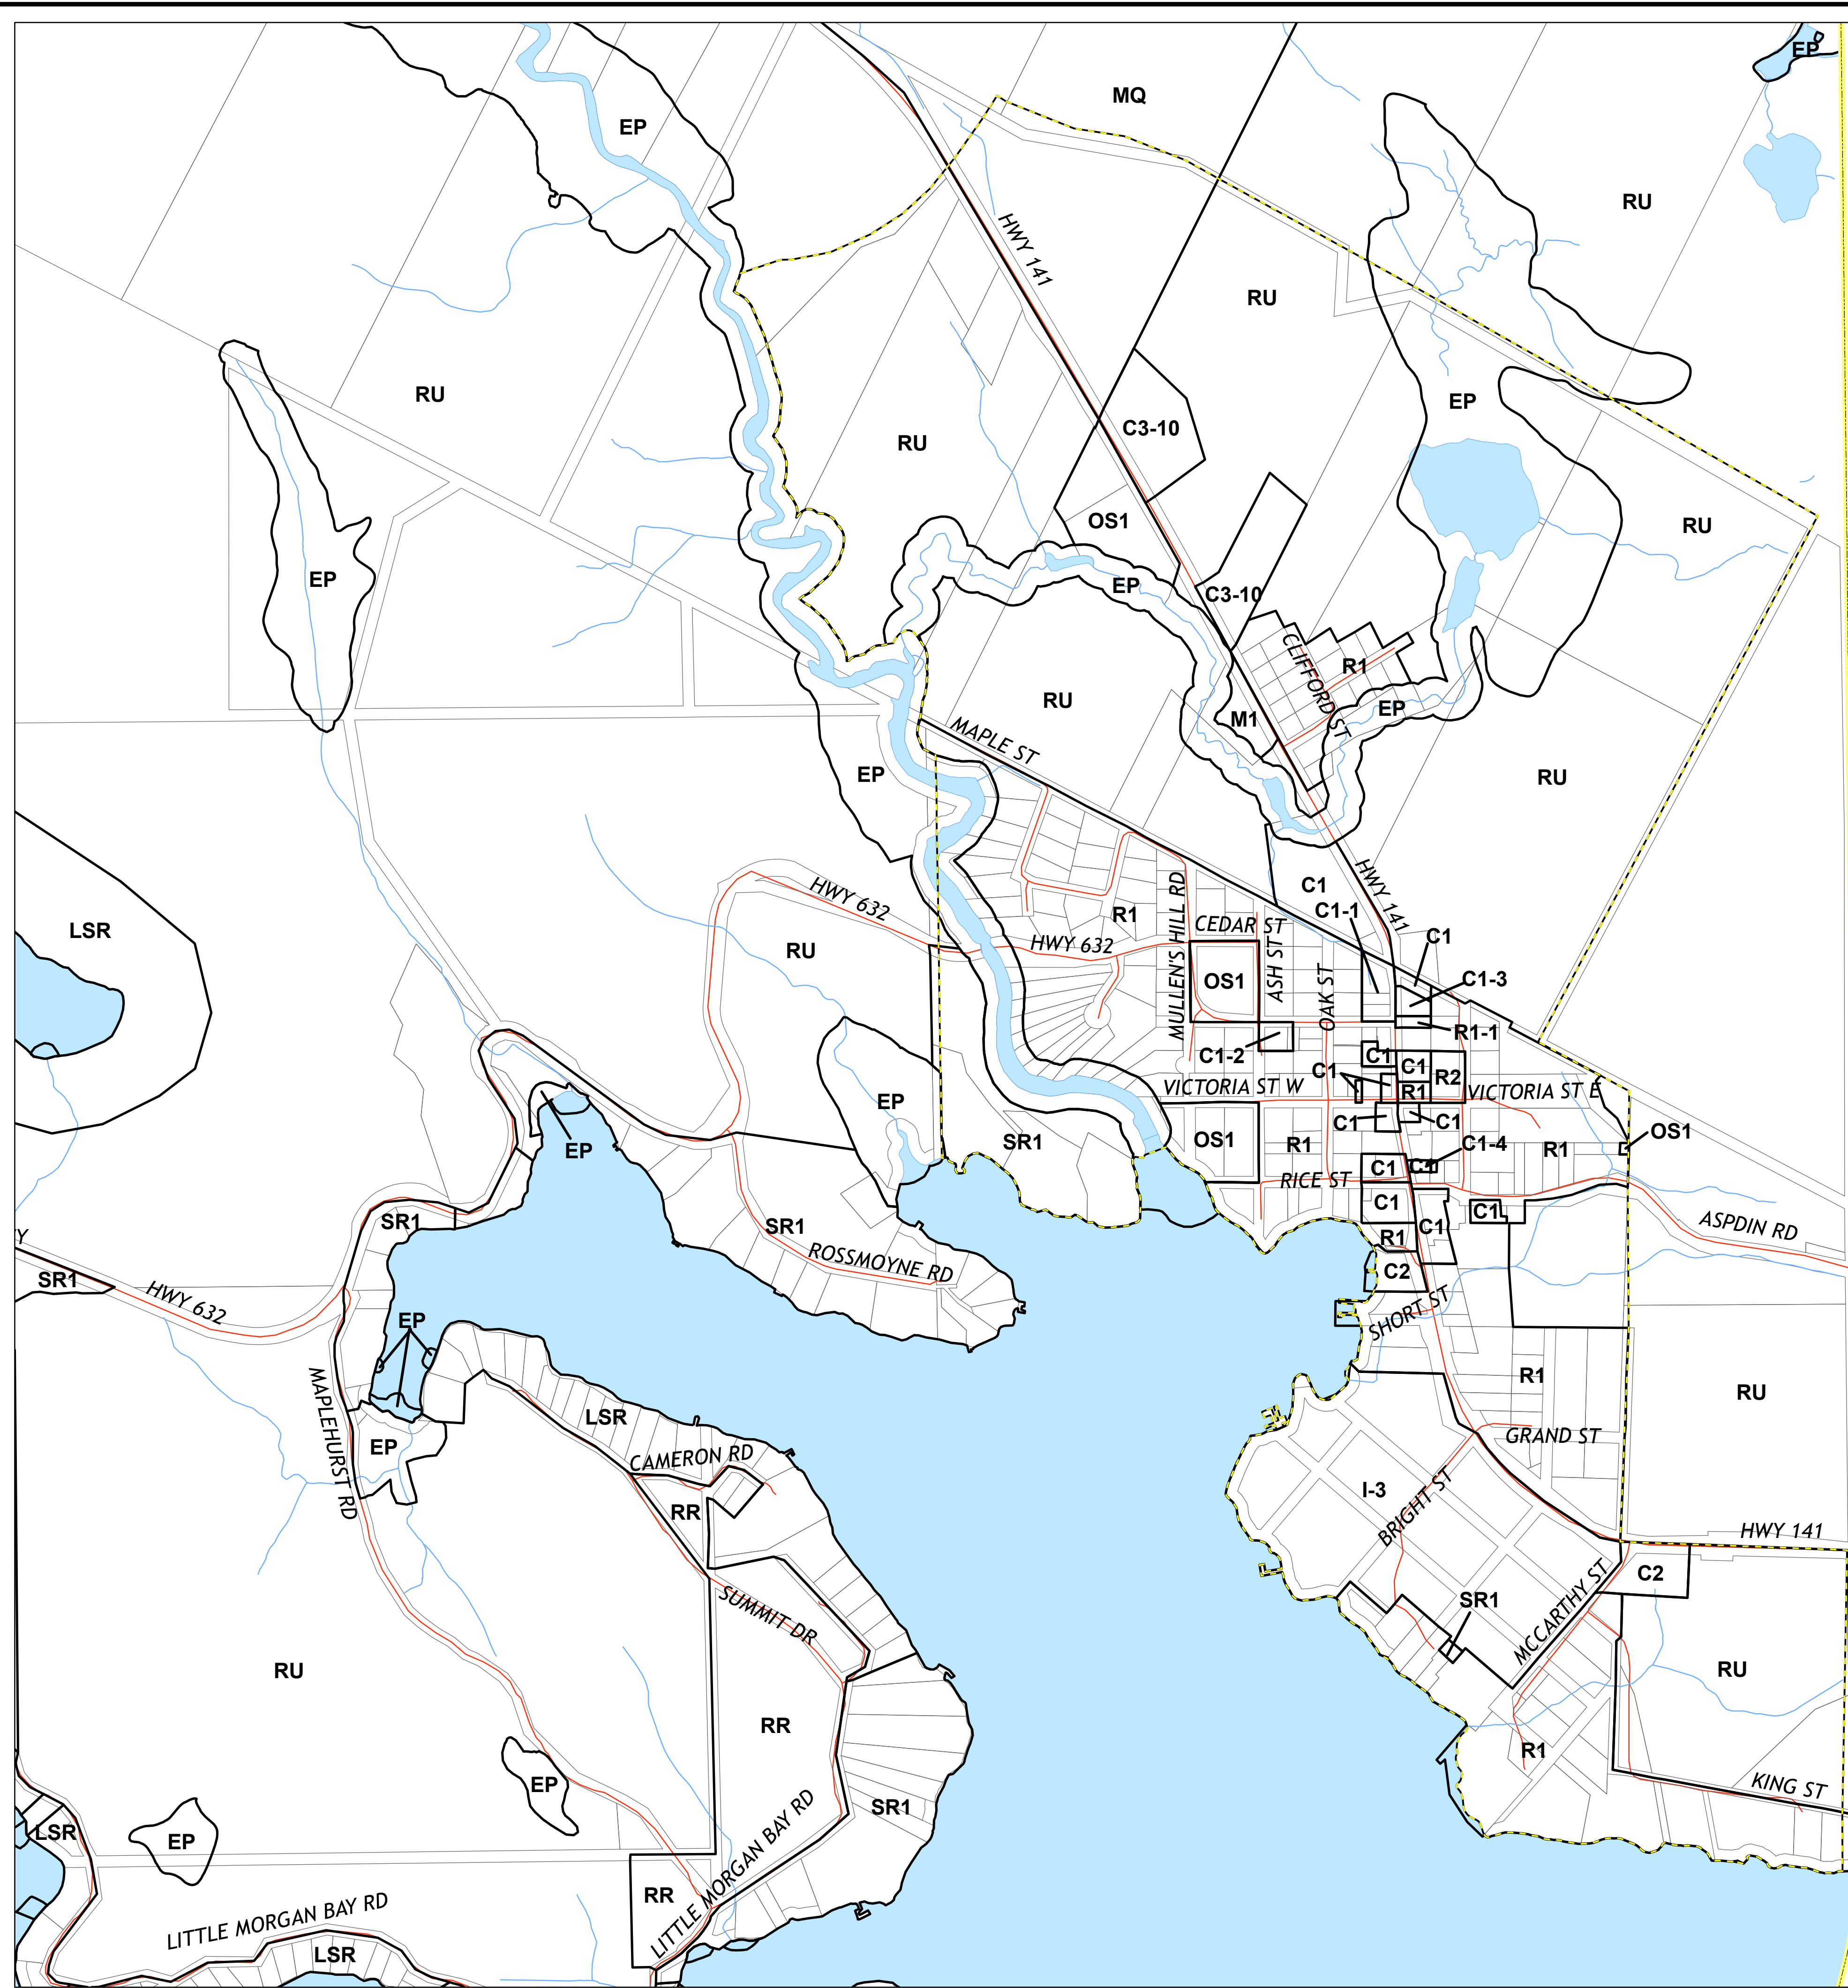 EP
MQ
EP
RU
HWY 141
RU
RU
EP
C3-10
RU
OS1
RU
EP
EP
C3-10
CLIFFORD ST
R1
RU
EP
M1
MAPLE ST
EP
RU
HWY 632
C1
HWY 141
C1-1
MULLEN'S HILL RD
R1
CEDAR ST
LSR
HWY 632
C1
RU
ASH ST
OAK ST
OS1
C1-3
R1-1
C1-2
C1
C1
C1
R2
VICTORIA ST W
R1
VICTORIA ST E
EP
C1
C1
OS1
SR1
OS1
R1
C1-4
R1
EP
C1
RICE ST
C1
SR1
SR1
C1
C1
ASPDIN RD
Y
R1
ROSSMOYNE RD
C2
SR1
HWY 632
SHORT ST
EP
R1
RU
MAPLEHURST RD
LSR
GRAND ST
EP
CAMERON RD
I-3
BRIGHT ST
RR
HWY 141
C2
SUMMIT DR
SR1
MCCARTHY ST
RU
RU
RR
R1
EP
KING ST
SR1
LSR
EP
LITTLE MORGAN BAY RD
RR
LITTLE MORGAN BAY RD
LSR